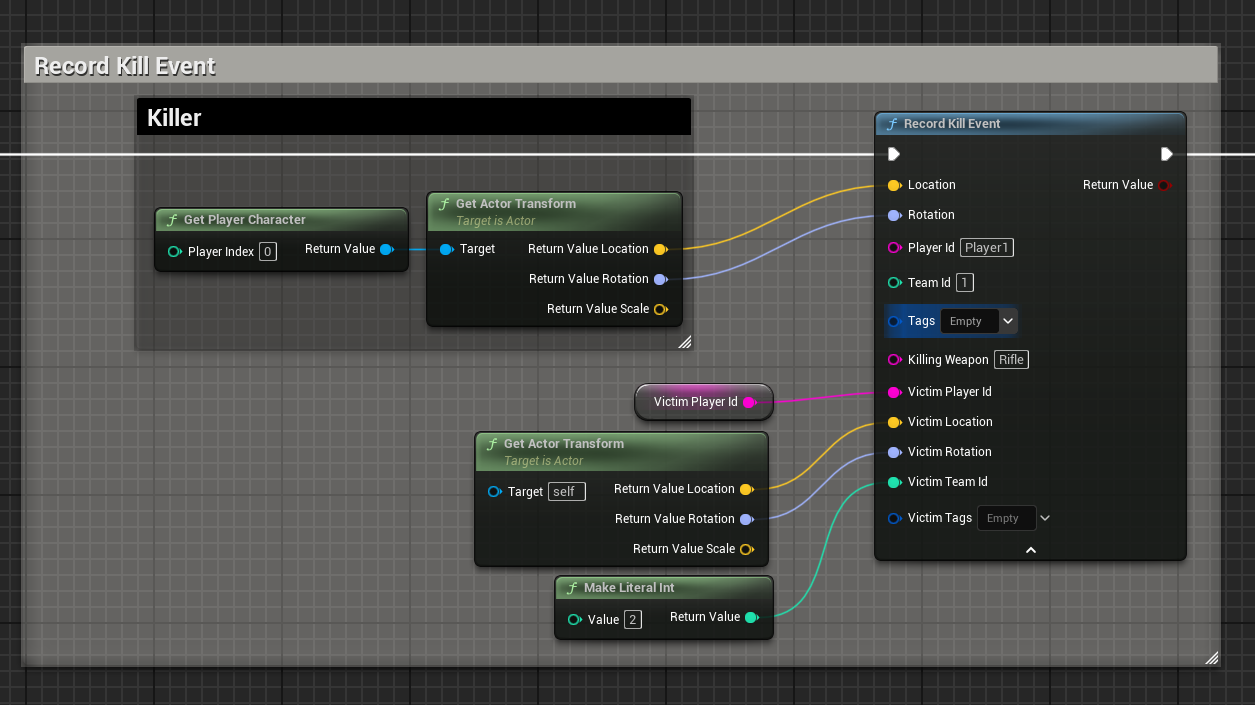 Record Kill Event
Killer
Get Player Character
Player Index 0
Return Value
Get Actor Transform
Target is Actor
Target
Return Value Location
Return Value Rotation
Return Value Scale
Record Kill Event
Location
Return Value
Rotation
Player Id Player1
Team Id 1
Tags Empty
Killing Weapon Rifle
Victim Player Id
Victim Location
Victim Rotation
Victim Team Id
Victim Tags Empty
Victim Player Id
Get Actor Transform
Target is Actor
Target self
Return Value Location
Return Value Rotation
Return Value Scale
Make Literal Int
Value 2
Return Value